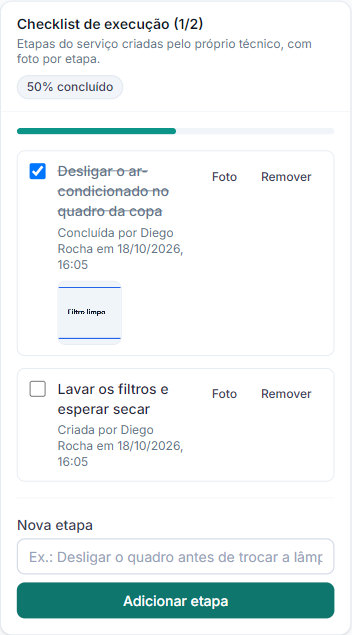 Checklist de execução (1/2)
Etapas do serviço criadas pelo próprio técnico, com
foto por etapa.
50% concluído
Desligar o ar-
condicionado no
quadro da copa
Foto
Remover
Concluída por Diego
Rocha em 18/10/2026,
16:05
Filtro limpo
Lavar os filtros e
esperar secar
Foto
Remover
Criada por Diego
Rocha em 18/10/2026,
16:05
Nova etapa
Ex.: Desligar o quadro antes de trocar a lâmp
Adicionar etapa